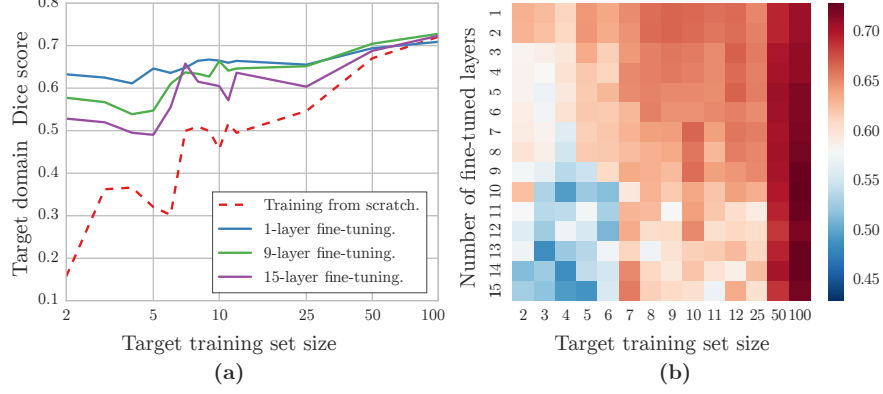 0.8
0.7
0.6
0.5
0.4
0.3
0.2
0.1
Target domain Dice score
Training from scratch.
1-layer fine-tuning.
9-layer fine-tuning.
15-layer fine-tuning.
2 5 10 25 50 100
Target training set size
(a)
Number of fine-tuned layers
1
2
3
4
5
6
7
8
9
10
11
12
13
14
15
2 3 4 5 6 7 8 9 10 11 12 25 50 100
Target training set size
(b)
0.70
0.65
0.60
0.55
0.50
0.45